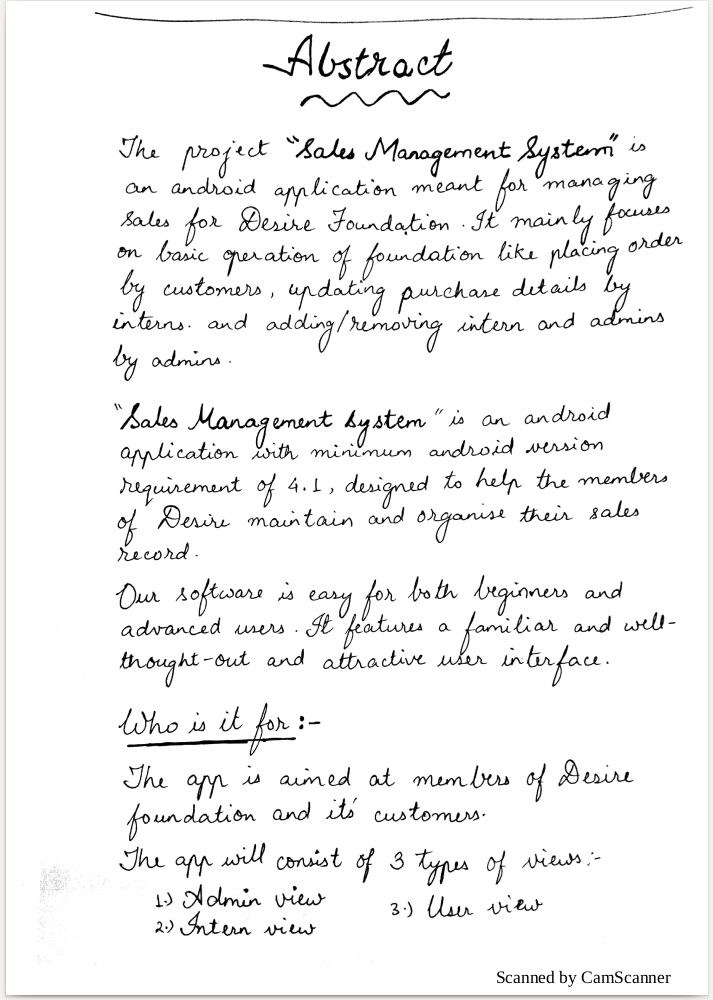 Abstract
The project "Sales Management System" is
an android application meant for managing
sales for Desire Foundation. It mainly focuses
on basic operation of foundation like placing order
by customers, updating purchase details by
interns. and adding/removing intern and admins
by admins.
"Sales Management System" is an android
application with minimum android version
requirement of 4.1, designed to help the members
of Desire maintain and organise their sales
record.
Our software is easy for both beginners and
advanced users. It features a familiar and well-
thought-out and attractive user interface.
Who is it for :-
The app is aimed at members of Desire
foundation and its' customers.
The app will consist of 3 types of views:-
1.) Admin view 3.) User view
2.) Intern view
Scanned by CamScanner